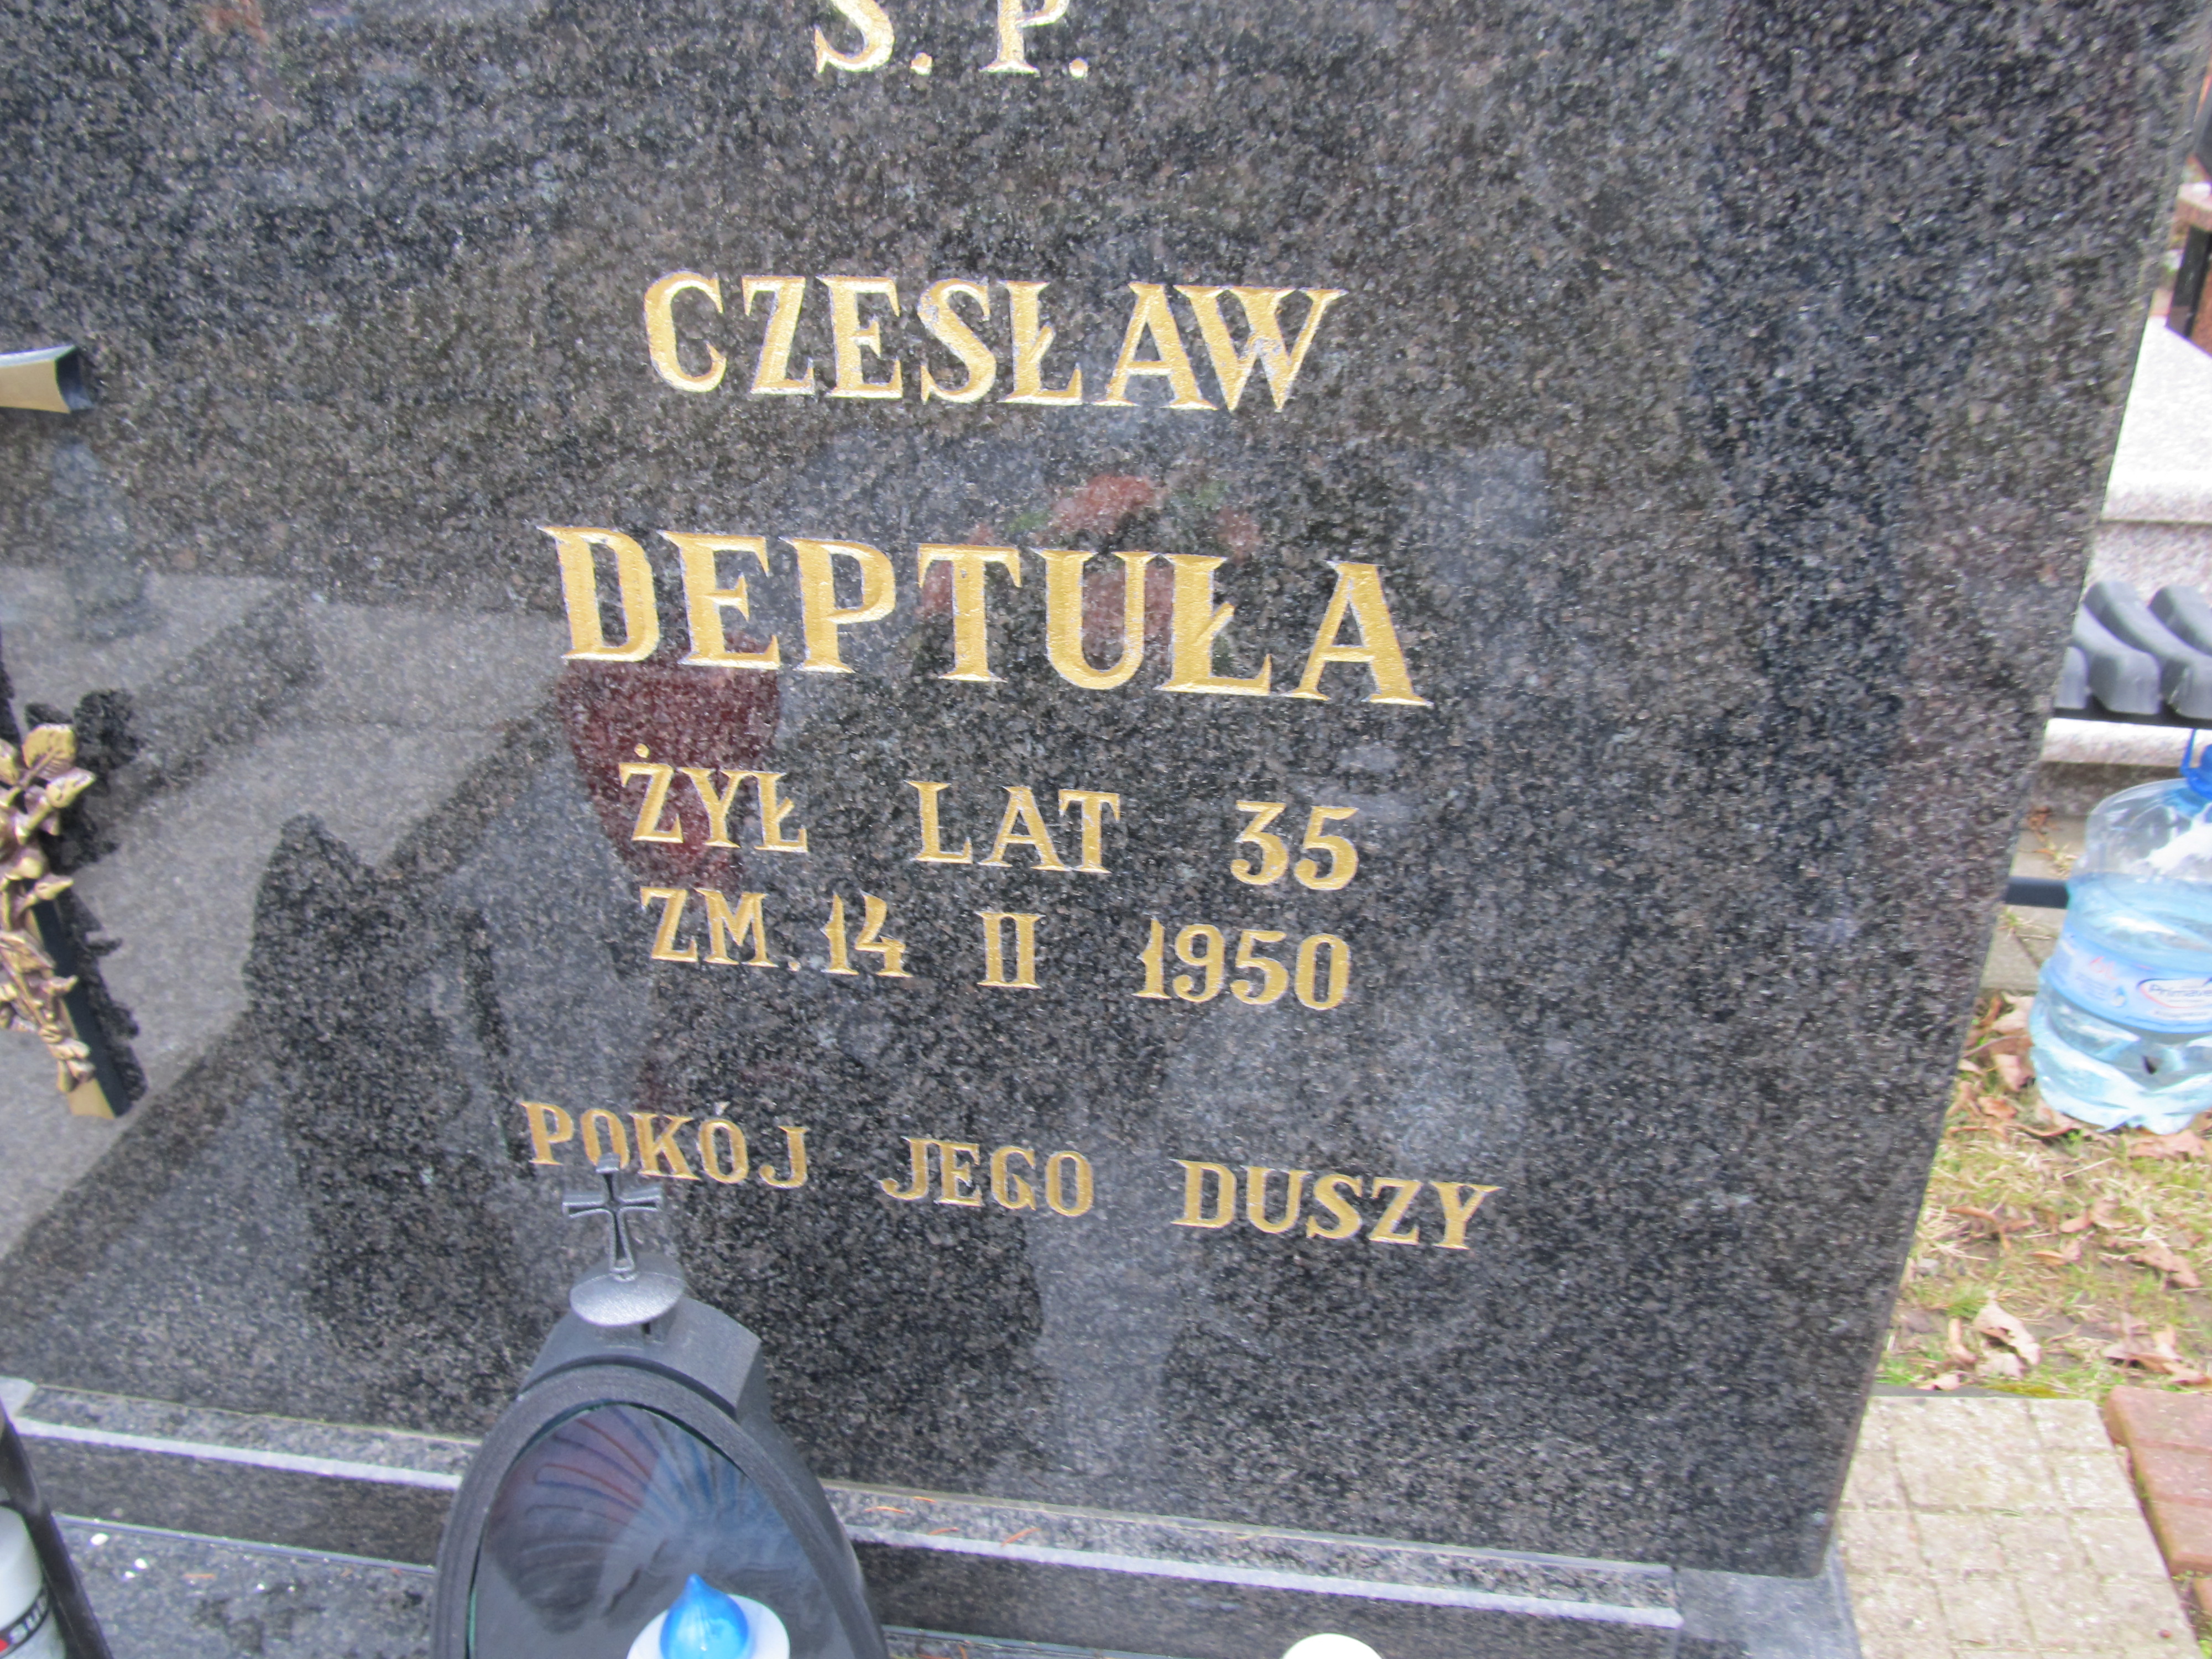 Ś. P.
CZESŁAW
DEPTUŁA
ŻYŁ LAT 35
ZM. 14 II 1950
POKÓJ JEGO DUSZY